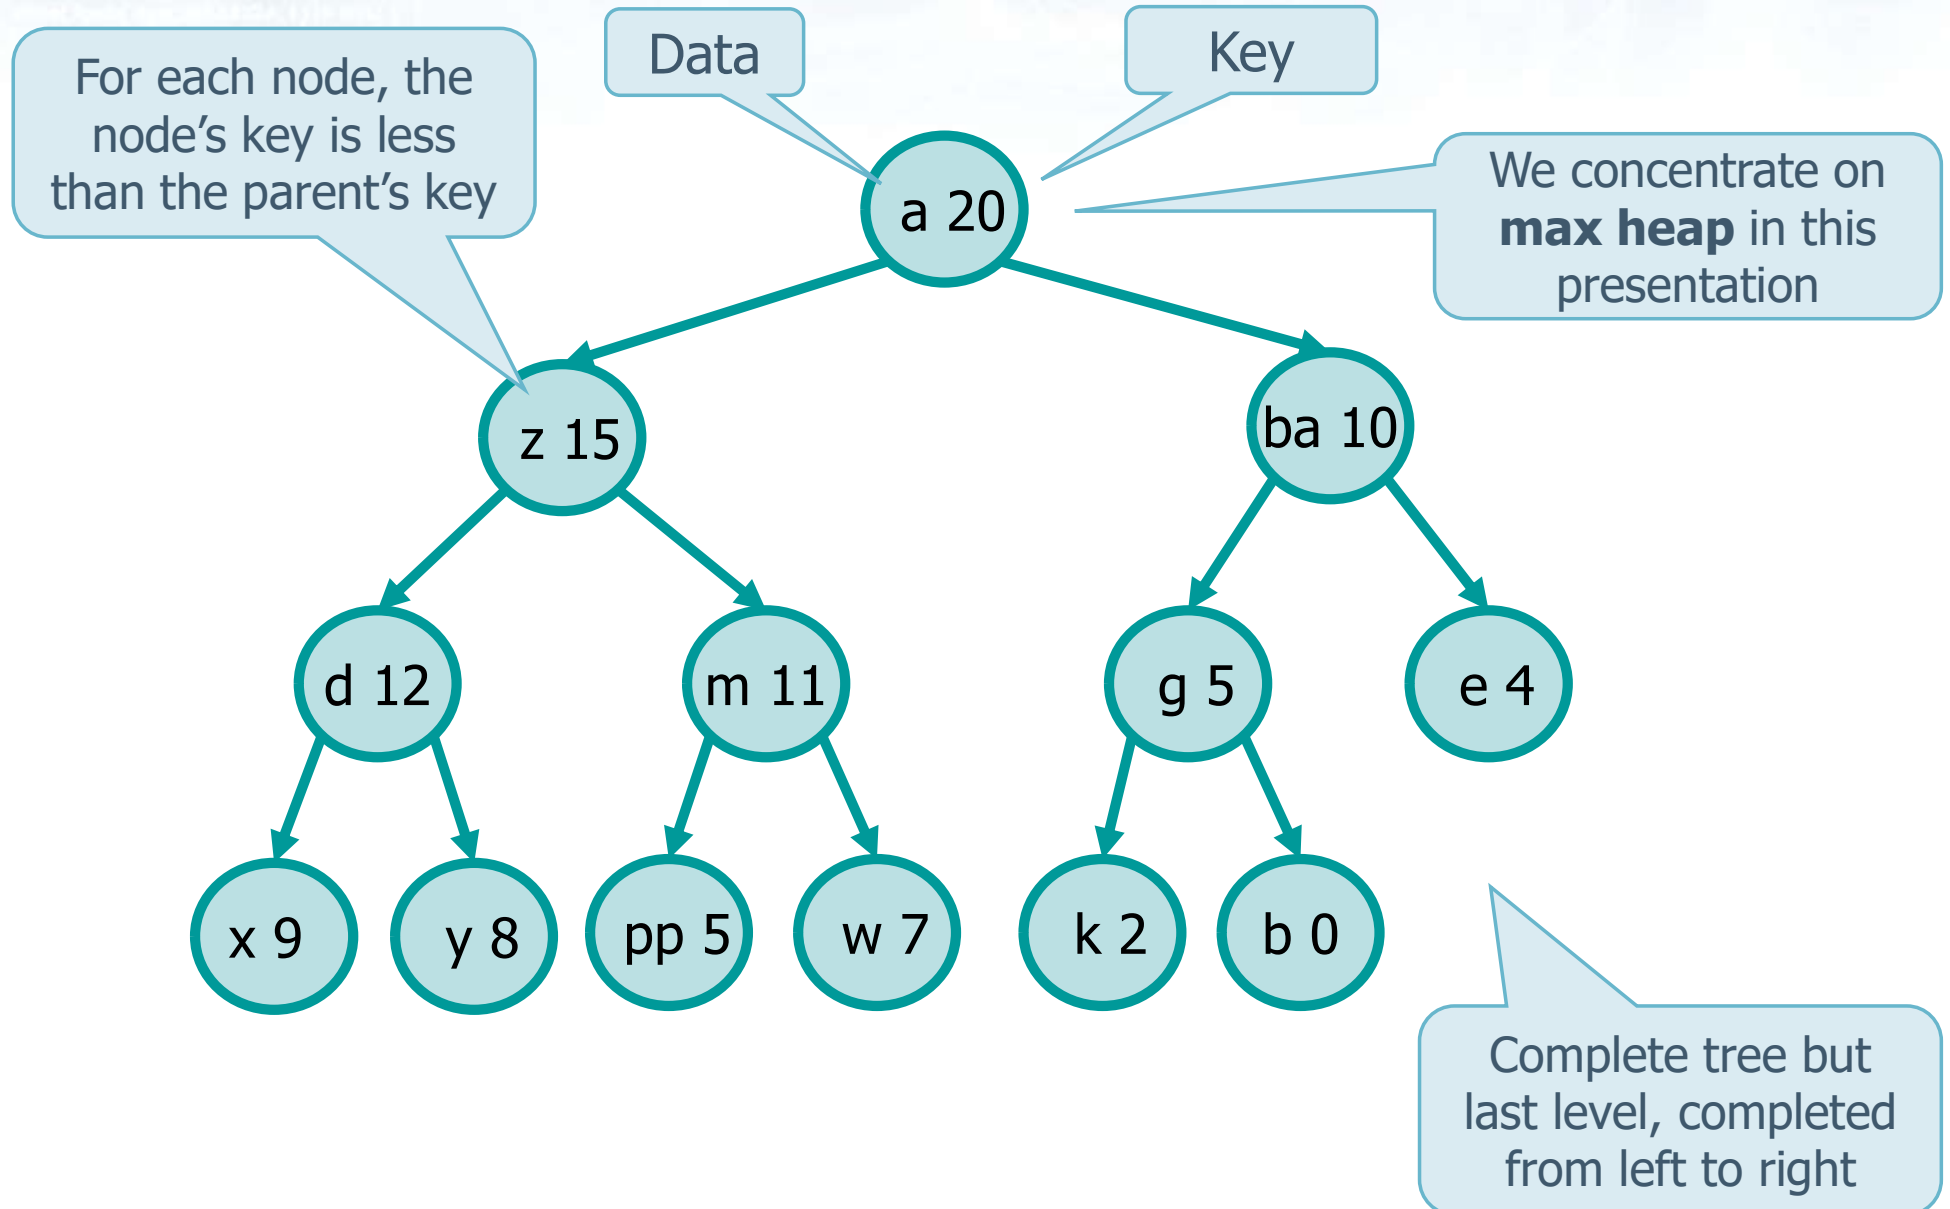 For each node, the
node’s key is less
than the parent’s key
Data
Key
We concentrate on
max heap in this
presentation
a 20
z 15
ba 10
d 12
m 11
g 5
e 4
x 9
y 8
pp 5
w 7
k 2
b 0
Complete tree but
last level, completed
from left to right